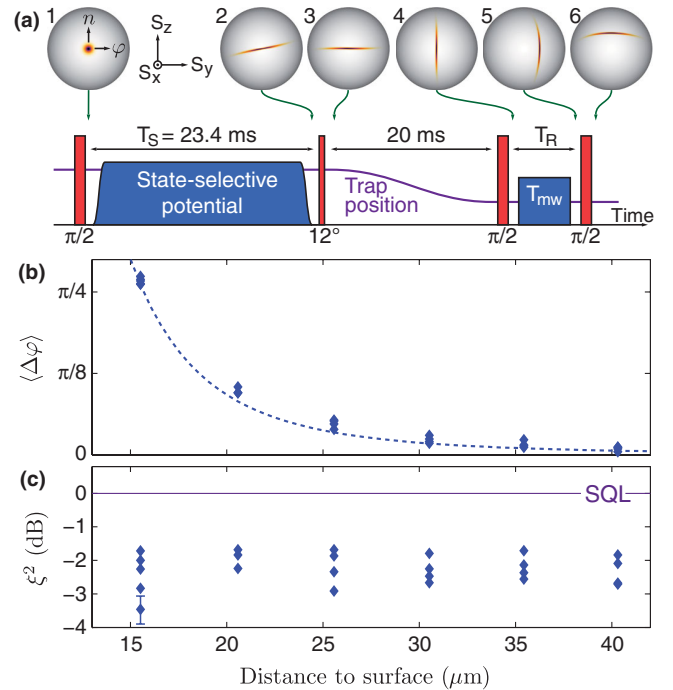 (a)
1 2 3 4 5 6
n
φ
S_z
S_x S_y
T_S = 23.4 ms 20 ms T_R
State-selective
potential
Trap
position
T_mw
Time
π/2 12° π/2 π/2
(b)
π/4
π/8
0
⟨Δφ⟩
(c)
SQL
0
−1
−2
−3
−4
ξ² (dB)
15 20 25 30 35 40
Distance to surface (μm)